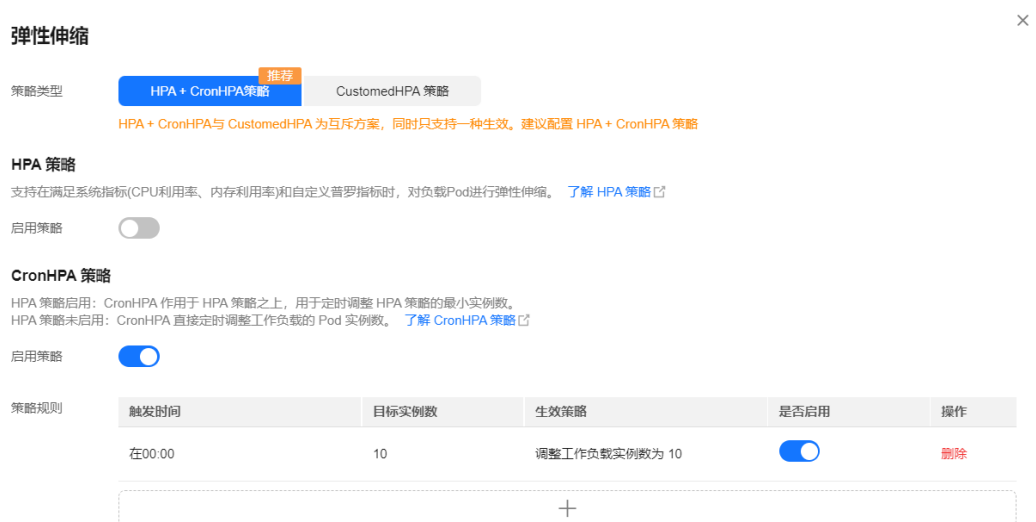 弹性伸缩
推荐
策略类型 HPA + CronHPA策略 CustomedHPA 策略
HPA + CronHPA与 CustomedHPA 为互斥方案，同时只支持一种生效。建议配置 HPA + CronHPA 策略
HPA 策略
支持在满足系统指标(CPU利用率、内存利用率)和自定义普罗指标时，对负载Pod进行弹性伸缩。 了解 HPA 策略
启用策略
CronHPA 策略
HPA 策略启用：CronHPA 作用于 HPA 策略之上，用于定时调整 HPA 策略的最小实例数。
HPA 策略未启用：CronHPA 直接定时调整工作负载的 Pod 实例数。 了解 CronHPA 策略
启用策略
策略规则 触发时间 目标实例数 生效策略 是否启用 操作
在00:00 10 调整工作负载实例数为 10 删除